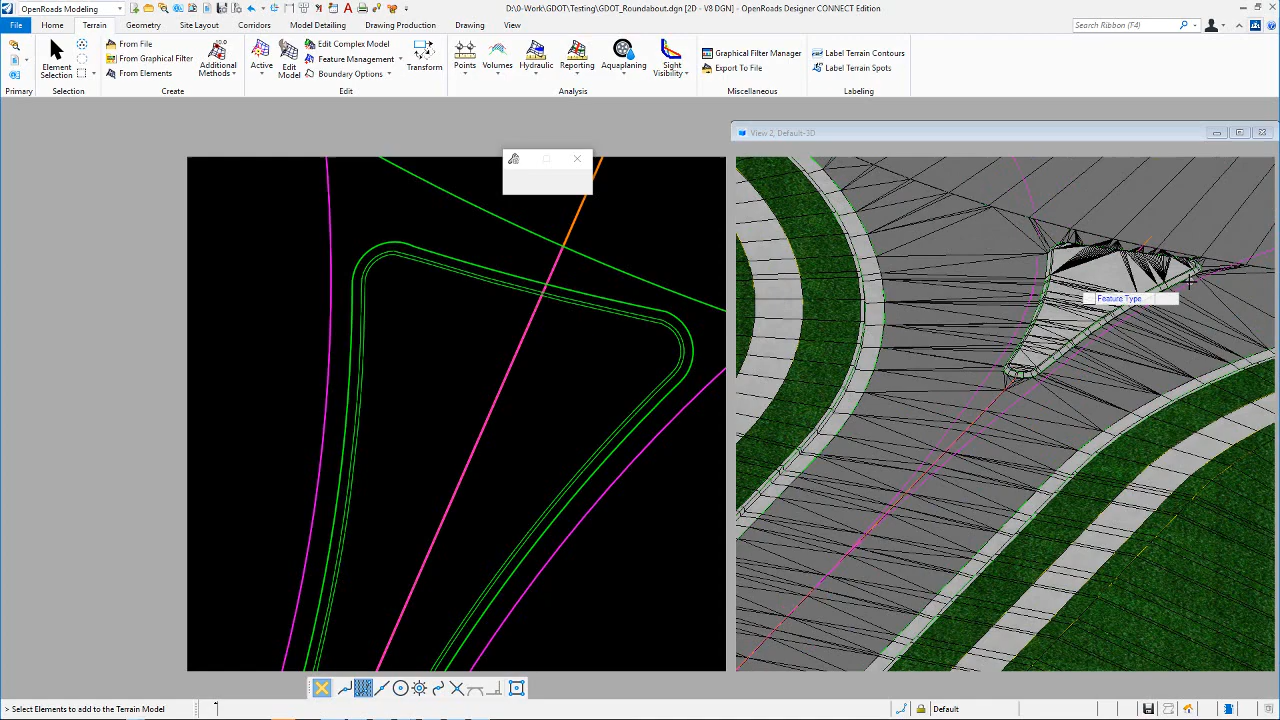 OpenRoads Modeling
D:\0-Work\GDOT\Testing\GDOT_Roundabout.dgn [2D - V8 DGN] - OpenRoads Designer CONNECT Edition
File
Home
Terrain
Geometry
Site Layout
Corridors
Model Detailing
Drawing Production
Drawing
View
Search Ribbon (F4)
Element Selection
From File
From Graphical Filter
From Elements
Additional Methods
Active
Edit Model
Edit Complex Model
Feature Management
Boundary Options
Transform
Points
Volumes
Hydraulic
Reporting
Aquaplaning
Sight Visibility
Graphical Filter Manager
Export To File
Label Terrain Contours
Label Terrain Spots
Primary
Selection
Create
Edit
Analysis
Miscellaneous
Labeling
View 2, Default-3D
Feature Type
> Select Elements to add to the Terrain Model
Default